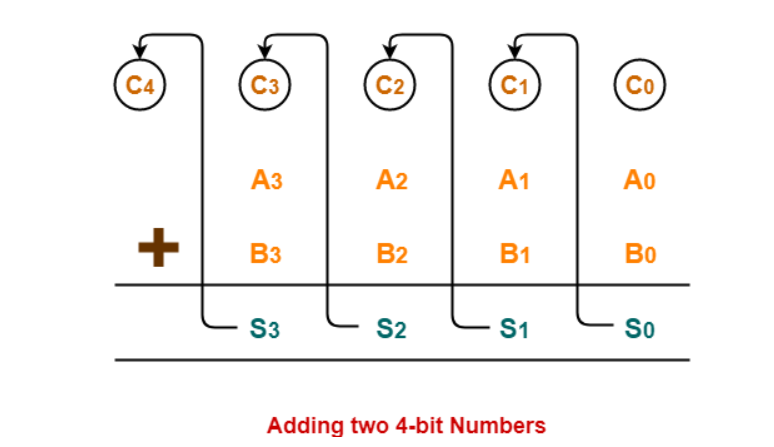 C4 C3 C2 C1 C0
A3 A2 A1 A0
+ B3 B2 B1 B0
S3 S2 S1 S0
Adding two 4-bit Numbers